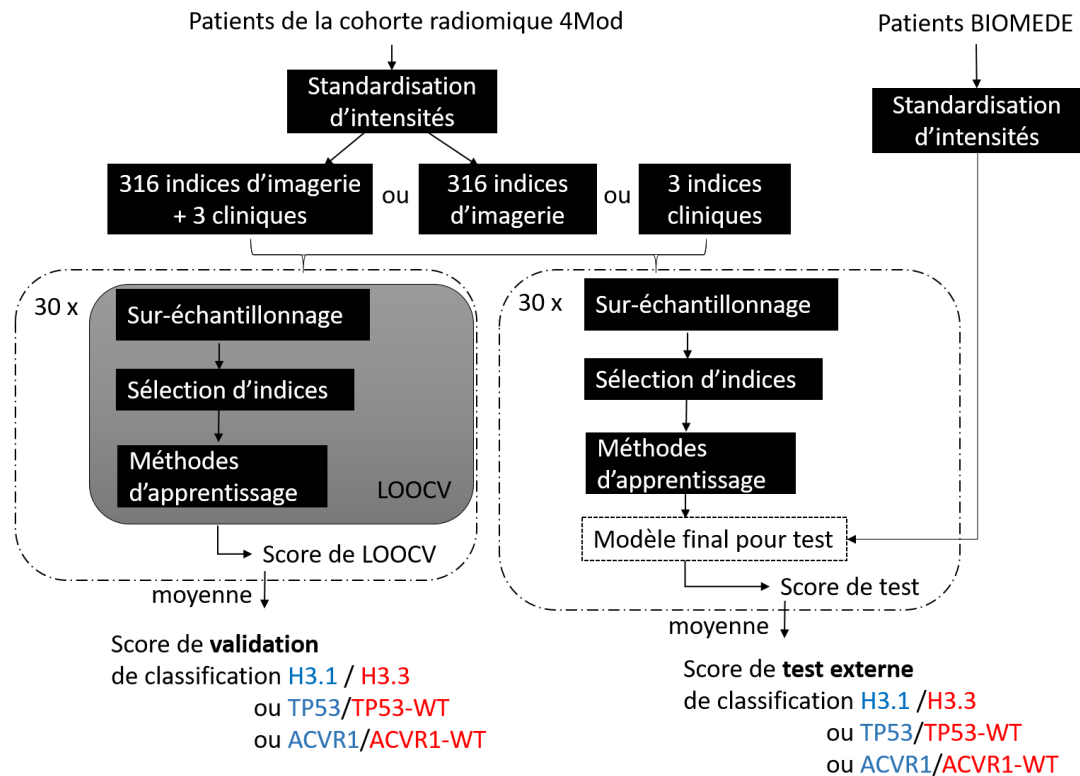 Patients de la cohorte radiomique 4Mod
Patients BIOMEDE
Standardisation
d'intensités
Standardisation
d'intensités
316 indices d'imagerie
+ 3 cliniques
ou
316 indices
d'imagerie
ou
3 indices
cliniques
30 x
Sur-échantillonnage
Sélection d'indices
Méthodes
d'apprentissage
LOOCV
Score de LOOCV
moyenne
Score de validation
de classification H3.1 / H3.3
ou TP53/TP53-WT
ou ACVR1/ACVR1-WT
30 x
Sur-échantillonnage
Sélection d'indices
Méthodes
d'apprentissage
Modèle final pour test
Score de test
moyenne
Score de test externe
de classification H3.1 /H3.3
ou TP53/TP53-WT
ou ACVR1/ACVR1-WT